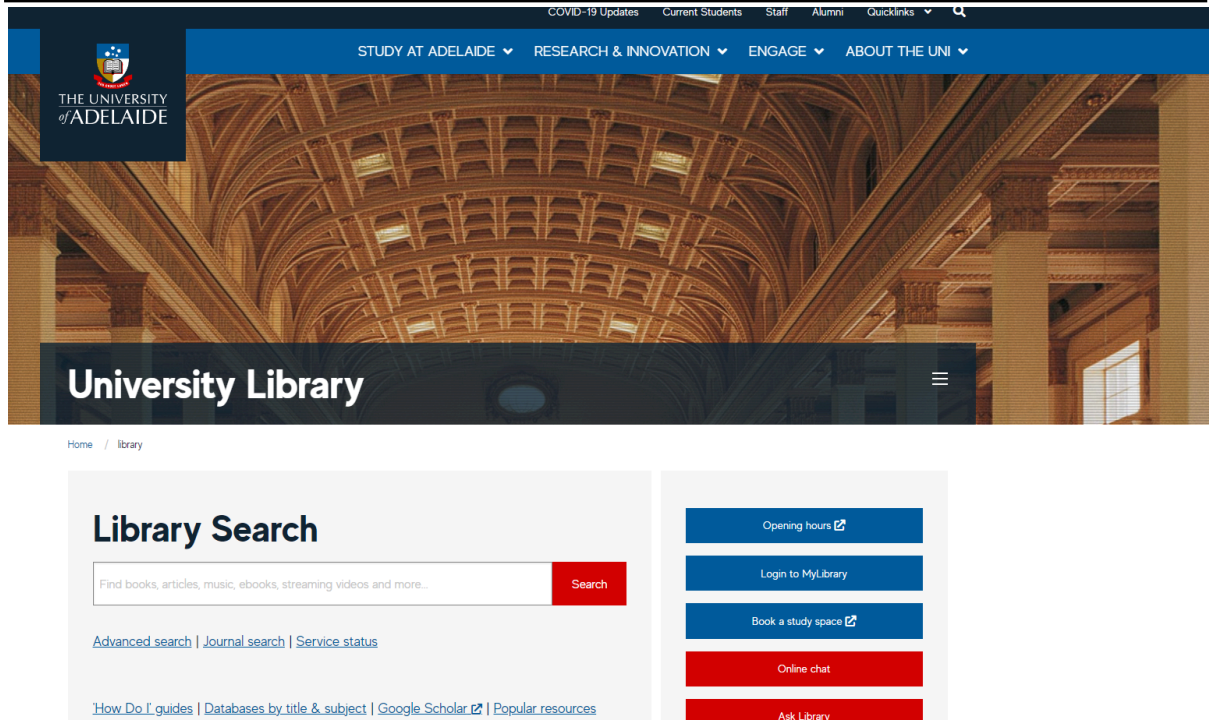 COVID-19 Updates Current Students Staff Alumni Quicklinks
STUDY AT ADELAIDE RESEARCH & INNOVATION ENGAGE ABOUT THE UNI
THE UNIVERSITY
of ADELAIDE
University Library
Home / library
Library Search
Find books, articles, music, ebooks, streaming videos and more...
Search
Advanced search | Journal search | Service status
'How Do I' guides | Databases by title & subject | Google Scholar | Popular resources
Opening hours
Login to MyLibrary
Book a study space
Online chat
Ask Library